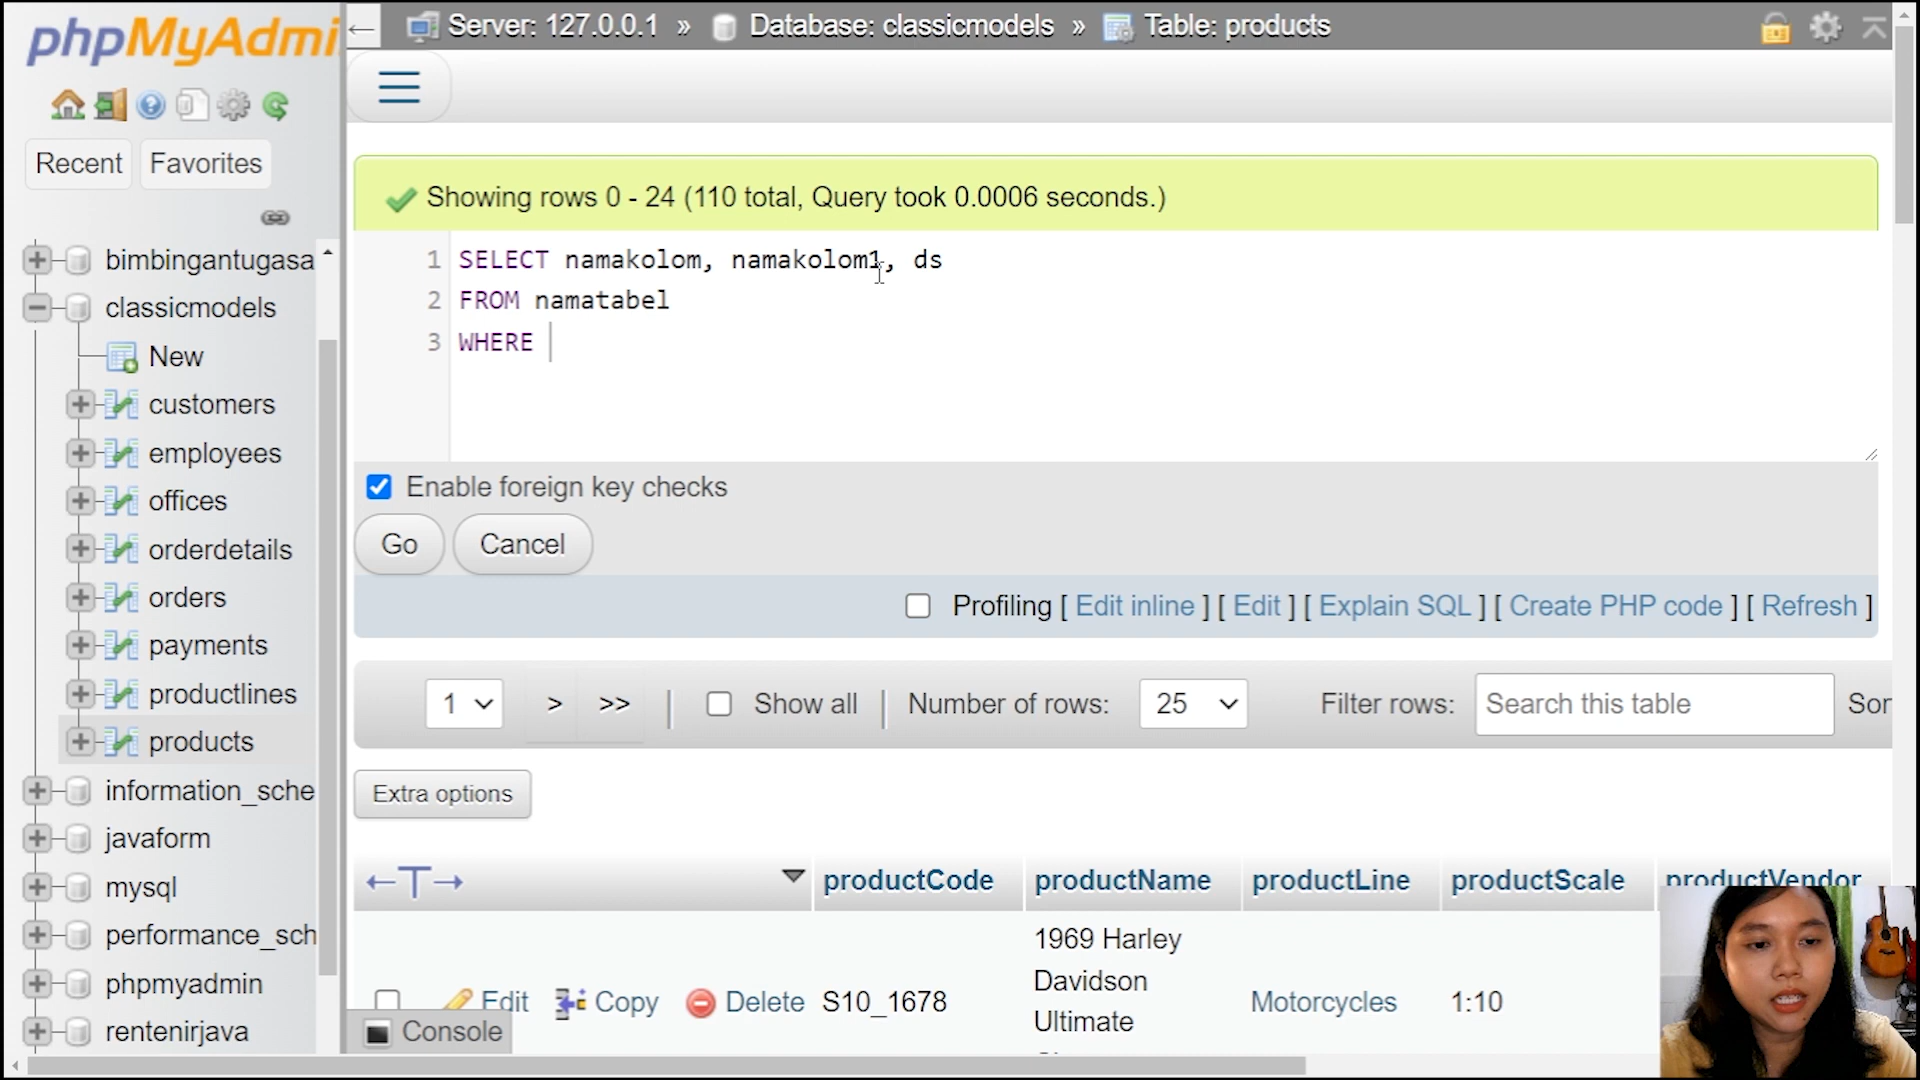 phpMyAdmi
Server: 127.0.0.1 » Database: classicmodels » Table: products
Recent Favorites
bimbingantugasa
classicmodels
New
customers
employees
offices
orderdetails
orders
payments
productlines
products
information_sche
javaform
mysql
performance_sch
phpmyadmin
rentenirjava
Showing rows 0 - 24 (110 total, Query took 0.0006 seconds.)
1 SELECT namakolom, namakolom1, ds
2 FROM namatabel
3 WHERE
Enable foreign key checks
Go Cancel
Profiling [ Edit inline ] [ Edit ] [ Explain SQL ] [ Create PHP code ] [ Refresh ]
1 > >> | Show all | Number of rows: 25 Filter rows: Search this table Sor
Extra options
←T→ productCode productName productLine productScale productVendor
Edit Copy Delete S10_1678 1969 Harley Motorcycles 1:10
Davidson
Ultimate
Console